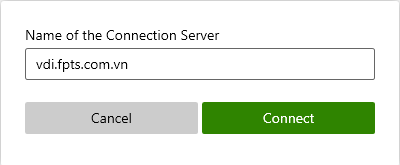 Name of the Connection Server
vdi.fpts.com.vn
Cancel
Connect